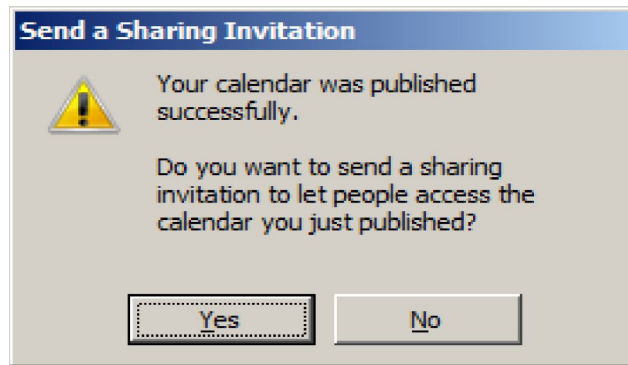 Send a Sharing Invitation
Your calendar was published
successfully.
Do you want to send a sharing
invitation to let people access the
calendar you just published?
Yes
No